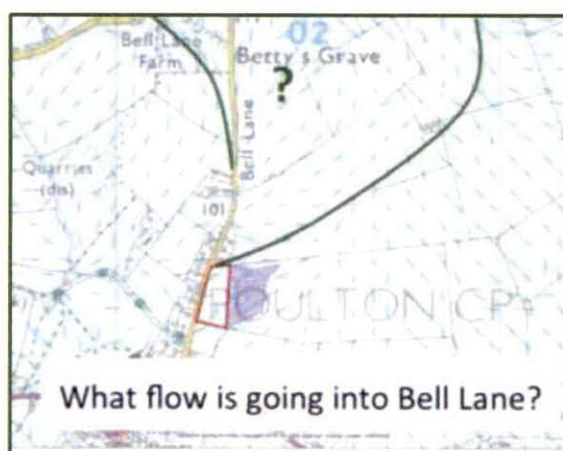 02
Bell Lane
Farm
Betty's Grave
?
Bell Lane
Quarries
(dis)
101
POULTON CP
What flow is going into Bell Lane?